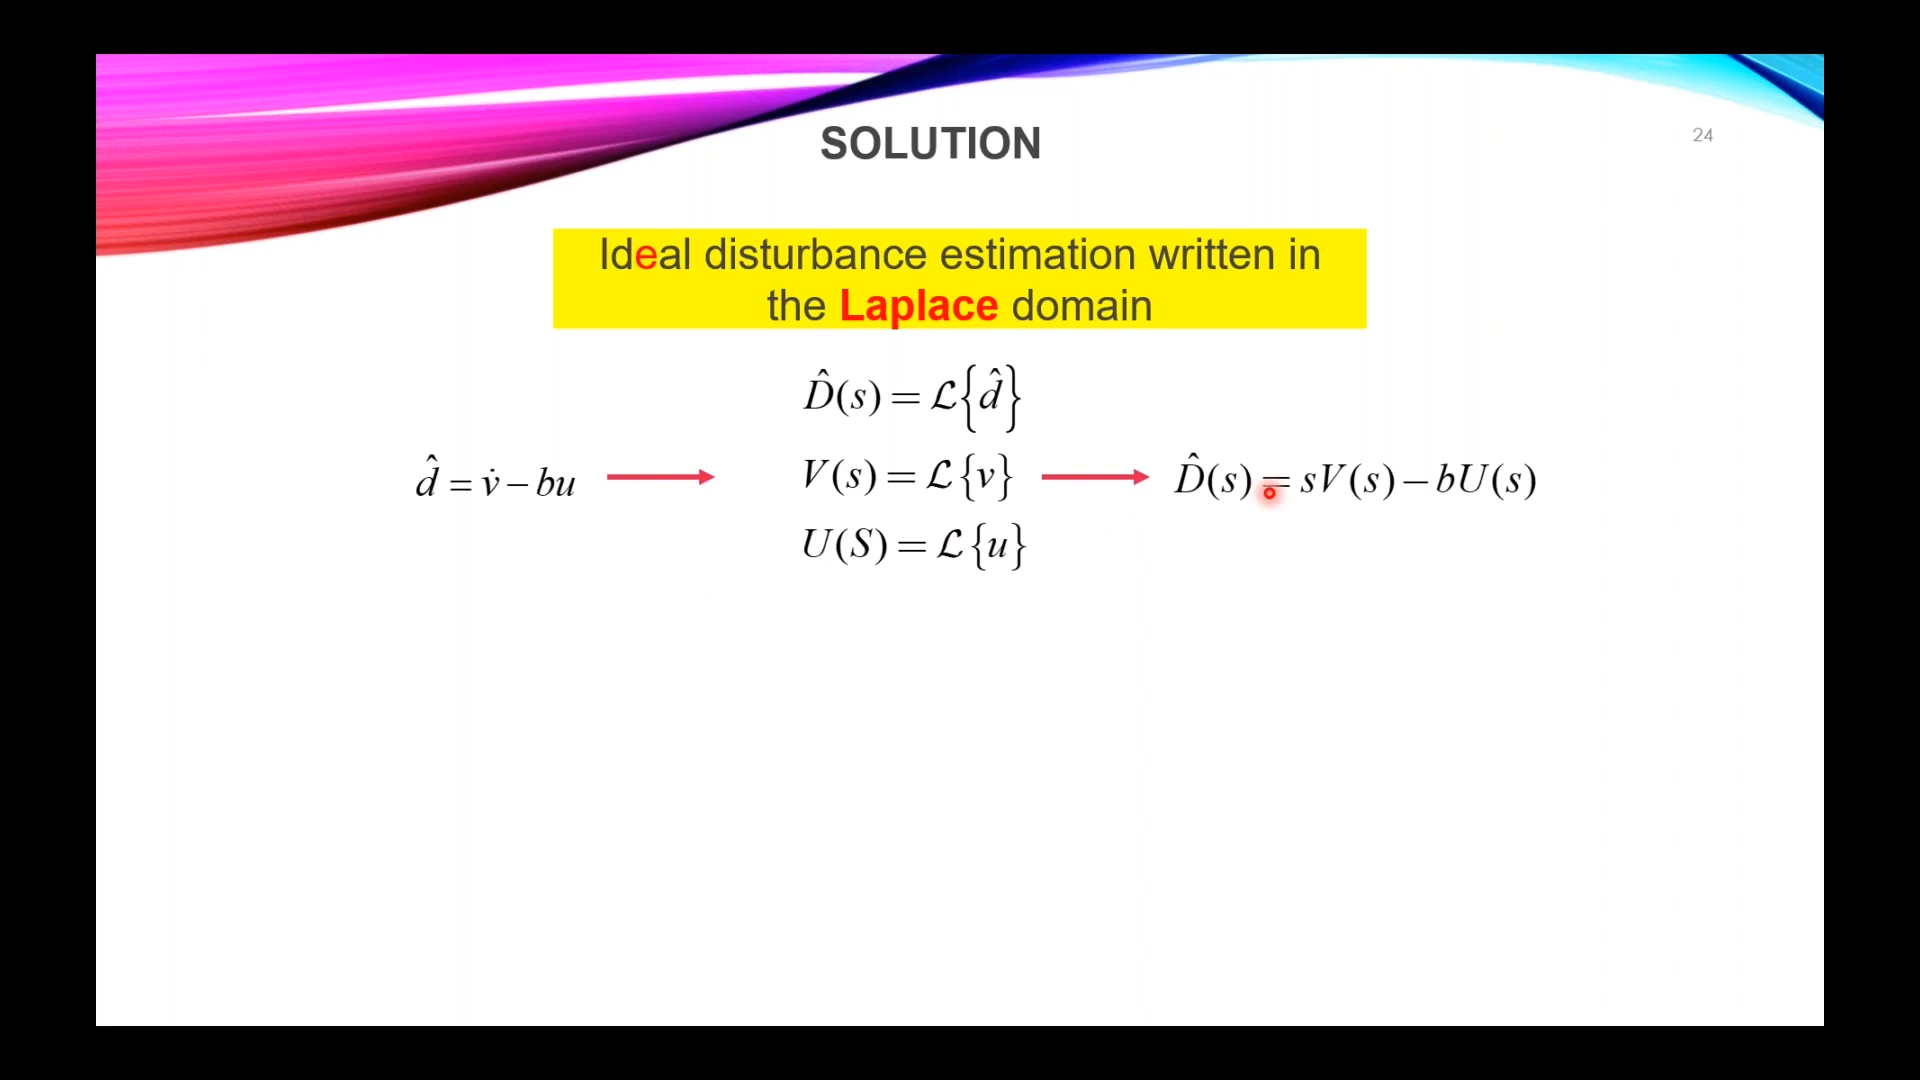 SOLUTION
24
Ideal disturbance estimation written in
the Laplace domain
D̂(s) = ℒ{d̂}
d̂ = v̇ − bu
V(s) = ℒ{v}
D̂(s) = sV(s) − bU(s)
U(S) = ℒ{u}